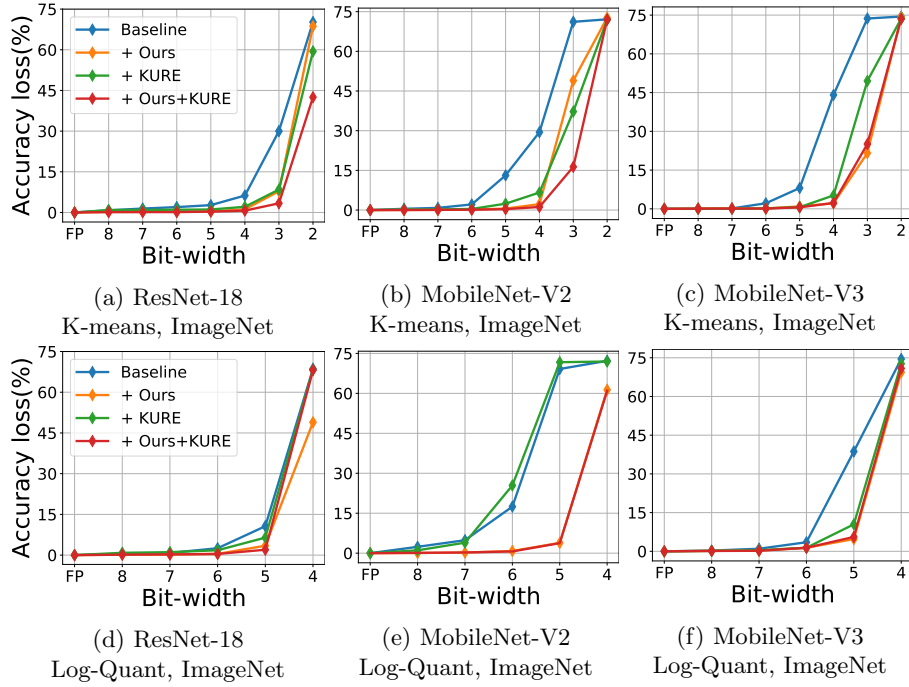 75
60
45
30
15
0
Accuracy loss(%)
Baseline
+ Ours
+ KURE
+ Ours+KURE
FP 8 7 6 5 4 3 2
Bit-width
(a) ResNet-18
K-means, ImageNet
75
60
45
30
15
0
FP 8 7 6 5 4 3 2
Bit-width
(b) MobileNet-V2
K-means, ImageNet
75
60
45
30
15
0
FP 8 7 6 5 4 3 2
Bit-width
(c) MobileNet-V3
K-means, ImageNet
75
60
45
30
15
0
Accuracy loss(%)
Baseline
+ Ours
+ KURE
+ Ours+KURE
FP 8 7 6 5 4
Bit-width
(d) ResNet-18
Log-Quant, ImageNet
75
60
45
30
15
0
FP 8 7 6 5 4
Bit-width
(e) MobileNet-V2
Log-Quant, ImageNet
75
60
45
30
15
0
FP 8 7 6 5 4
Bit-width
(f) MobileNet-V3
Log-Quant, ImageNet